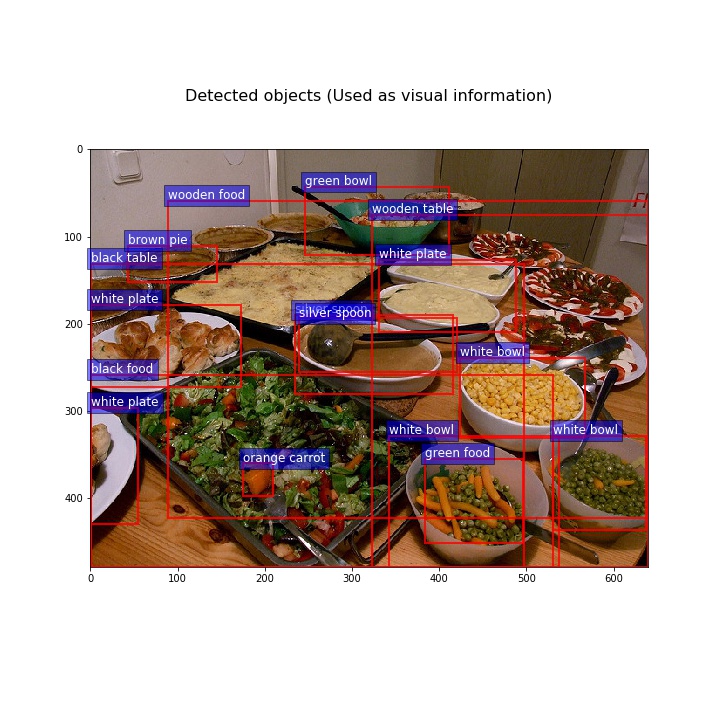 Detected objects (Used as visual information)
0
green bowl
wooden food
wooden table
100
brown pie
black table
white plate
white plate
200
silver spoon
silver spoon
white bowl
black food
300
white plate
white bowl
white bowl
green food
orange carrot
400
0
100
200
300
400
500
600